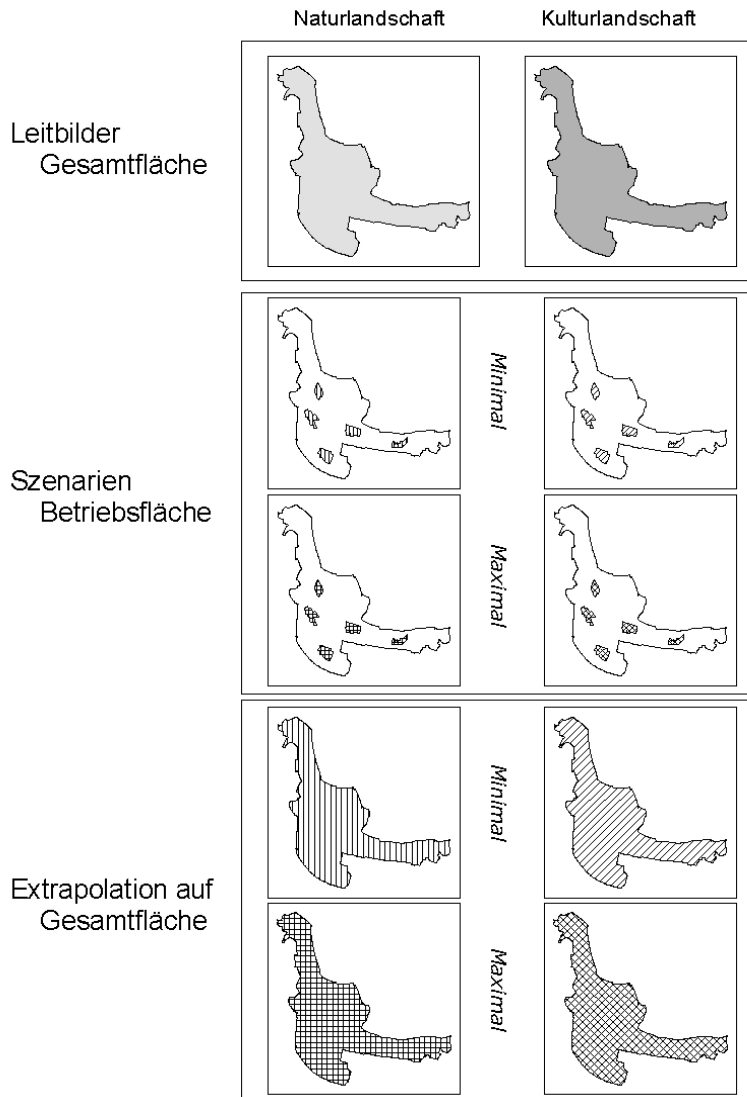 Naturlandschaft
Kulturlandschaft
Leitbilder
Gesamtfläche
Minimal
Szenarien
Betriebsfläche
Maximal
Minimal
Extrapolation auf
Gesamtfläche
Maximal